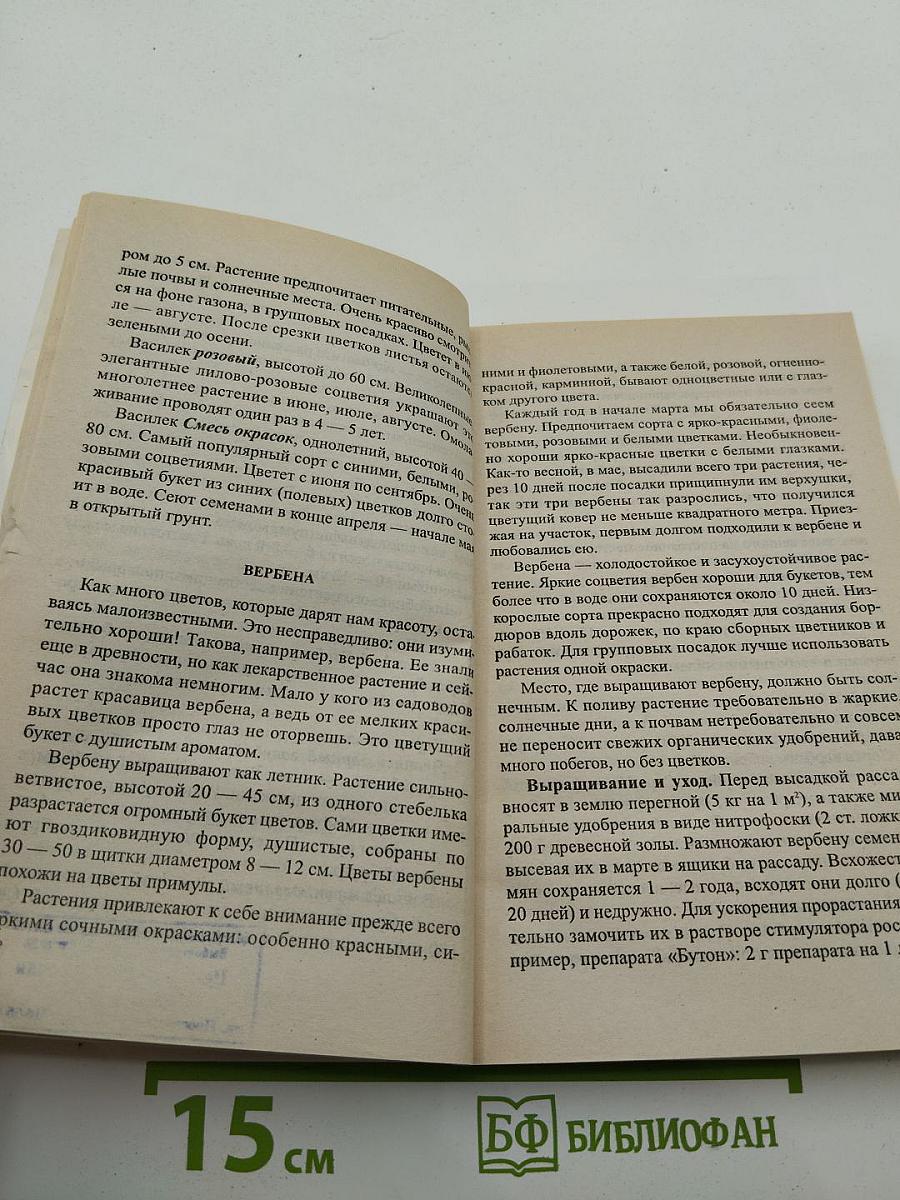 ром до 5 см. Растение предпочитает питательные, рых
лые почвы и солнечные места. Очень красиво смотрит
ся на фоне газона, в групповых посадках. Цветет в ию
ле — августе. После срезки цветков листья остаются
зелеными до осени.
Василек розовый, высотой до 60 см. Великолепные
элегантные лилово-розовые соцветия украшают это
многолетнее растение в июне, июле, августе. Омола
живание проводят один раз в 4 — 5 лет.
Василек Смесь окрасок, однолетний, высотой 40 —
80 см. Самый популярный сорт с синими, белыми, ро
зовыми соцветиями. Цветет с июня по сентябрь. Очень
красивый букет из синих (полевых) цветков долго сто
ит в воде. Сеют семенами в конце апреля — начале мая
в открытый грунт.
ВЕРБЕНА
Как много цветов, которые дарят нам красоту, оста
ваясь малоизвестными. Это несправедливо: они изуми-
тельно хороши! Такова, например, вербена. Ее знали
еще в древности, но как лекарственное растение и сей-
час она знакома немногим. Мало у кого из садоводов
растет красавица вербена, а ведь от ее мелких краси-
вых цветков просто глаз не оторвешь. Это цветущий
букет с душистым ароматом.
Вербену выращивают как летник. Растение сильно-
ветвистое, высотой 20 — 45 см, из одного стебелька
разрастается огромный букет цветов. Сами цветки име-
ют гвоздиковидную форму, душистые, собраны по
30 — 50 в щитки диаметром 8 — 12 см. Цветы вербены
похожи на цветы примулы.
Растения привлекают к себе внимание прежде всего
яркими сочными окрасками: особенно красными, си-
ними и фиолетовыми, а также белой, розовой, огненно-
красной, карминной, бывают одноцветные или с глаз-
ком другого цвета.
Каждый год в начале марта мы обязательно сеем
вербену. Предпочитаем сорта с ярко-красными, фиоле-
товыми, розовыми и белыми цветками. Необыкновен-
но хороши ярко-красные цветки с белыми глазками.
Как-то весной, в мае, высадили всего три растения, че-
рез 10 дней после посадки прищипнули им верхушки,
так эти три вербены так разрослись, что получился
цветущий ковер не меньше квадратного метра. Приез-
жая на участок, первым долгом подходили к вербене и
любовались ею.
Вербена — холодостойкое и засухоустойчивое рас-
тение. Яркие соцветия вербен хороши для букетов, тем
более что в воде они сохраняются около 10 дней. Низ-
корослые сорта прекрасно подходят для создания бор-
дюров вдоль дорожек, по краю сборных цветников и
рабаток. Для групповых посадок лучше использовать
растения одной окраски.
Место, где выращивают вербену, должно быть сол-
нечным. К поливу растение требовательно в жаркие
солнечные дни, а к почвам нетребовательно и совсем
не переносит свежих органических удобрений, дава
много побегов, но без цветков.
Выращивание и уход. Перед высадкой расса
вносят в землю перегной (5 кг на 1 м²), а также ми
ральные удобрения в виде нитрофоски (2 ст. ложк
200 г древесной золы. Размножают вербену семен
высевая их в марте в ящики на рассаду. Всхожест
мян сохраняется 1 — 2 года, всходят они долго (
20 дней) и недружно. Для ускорения прорастания
тельно замочить их в растворе стимулятора рос
пример, препарата «Бутон»: 2 г препарата на 1 л
15 см
БФ БИБЛИОФАН